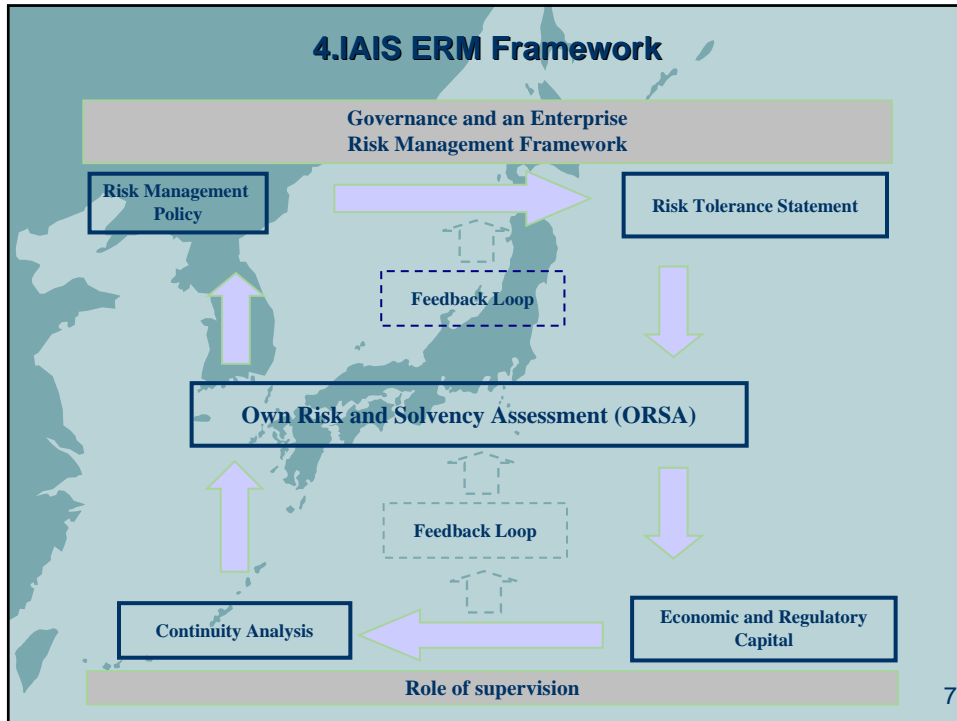 4.IAIS ERM Framework
Governance and an Enterprise
Risk Management Framework
Risk Management
Policy
Risk Tolerance Statement
Feedback Loop
Own Risk and Solvency Assessment (ORSA)
Feedback Loop
Continuity Analysis
Economic and Regulatory
Capital
Role of supervision
7